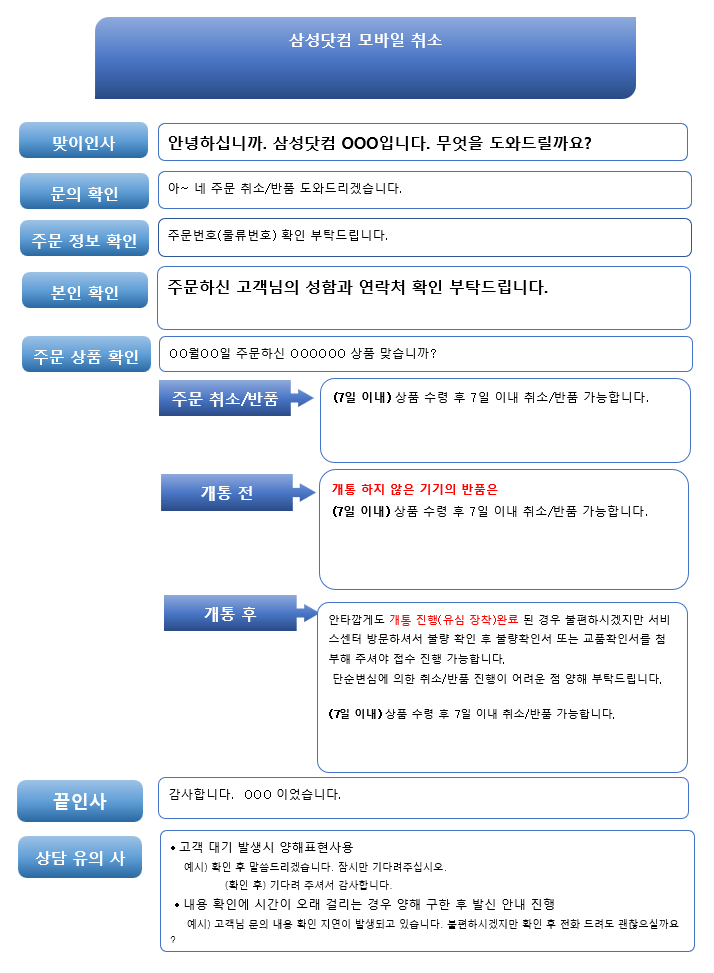 삼성닷컴 모바일 취소
맞이인사
안녕하십니까. 삼성닷컴 OOO입니다. 무엇을 도와드릴까요?
문의 확인
아~ 네 주문 취소/반품 도와드리겠습니다.
주문 정보 확인
주문번호(물류번호) 확인 부탁드립니다.
본인 확인
주문하신 고객님의 성함과 연락처 확인 부탁드립니다.
주문 상품 확인
OO월OO일 주문하신 OOOOOO 상품 맞습니까?
주문 취소/반품
(7일 이내) 상품 수령 후 7일 이내 취소/반품 가능합니다.
개통 전
개통 하지 않은 기기의 반품은
(7일 이내) 상품 수령 후 7일 이내 취소/반품 가능합니다.
개통 후
안타깝게도 개통 진행(유심 장착)완료 된 경우 불편하시겠지만 서비
스센터 방문하셔서 불량 확인 후 불량확인서 또는 교품확인서를 첨
부해 주셔야 접수 진행 가능합니다.
단순변심에 의한 취소/반품 진행이 어려운 점 양해 부탁드립니다.
(7일 이내) 상품 수령 후 7일 이내 취소/반품 가능합니다.
끝인사
감사합니다. OOO 이었습니다.
상담 유의 사
• 고객 대기 발생시 양해표현사용
예시) 확인 후 말씀드리겠습니다. 잠시만 기다려주십시오.
(확인 후) 기다려 주셔서 감사합니다.
• 내용 확인에 시간이 오래 걸리는 경우 양해 구한 후 발신 안내 진행
예시) 고객님 문의 내용 확인 지연이 발생되고 있습니다. 불편하시겠지만 확인 후 전화 드려도 괜찮으실까요
?